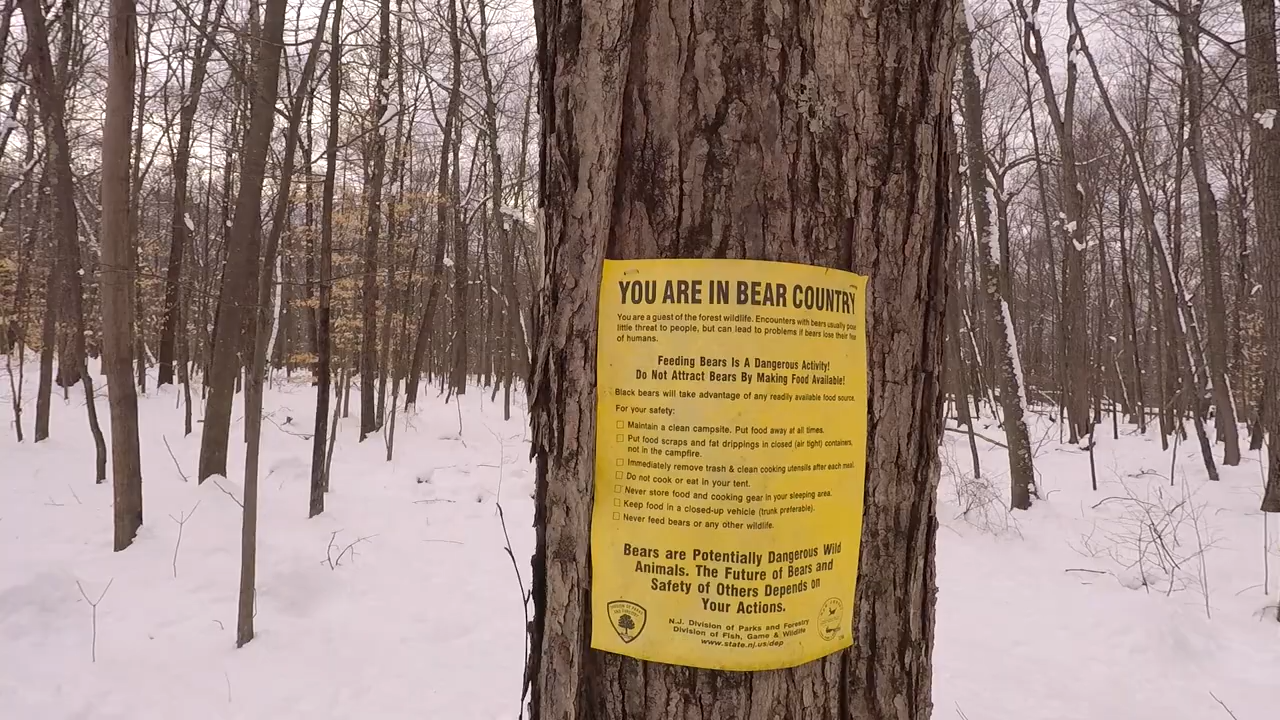 YOU ARE IN BEAR COUNTRY
You are a guest of the forest wildlife. Encounters with bears usually pose
little threat to people, but can lead to problems if bears lose their fear
of humans.
Feeding Bears Is A Dangerous Activity!
Do Not Attract Bears By Making Food Available!
Black bears will take advantage of any readily available food source.
For your safety:
Maintain a clean campsite. Put food away at all times.
Put food scraps and fat drippings in closed (air tight) containers,
not in the campfire.
Immediately remove trash & clean cooking utensils after each meal.
Do not cook or eat in your tent.
Never store food and cooking gear in your sleeping area.
Keep food in a closed-up vehicle (trunk preferable).
Never feed bears or any other wildlife.
Bears are Potentially Dangerous Wild
Animals. The Future of Bears and
Safety of Others Depends on
Your Actions.
N.J. Division of Parks and Forestry
Division of Fish, Game & Wildlife
www.state.nj.us/dep